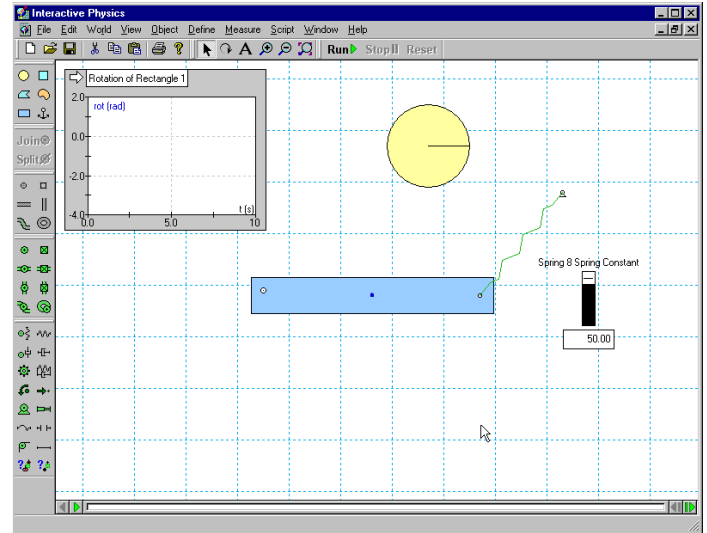 Interactive Physics
File Edit World View Object Define Measure Script Window Help
A Run Stop Reset
Join
Split
Rotation of Rectangle 1
2.0
rot (rad)
0.0
-2.0
-4.0
t (s)
0.0 5.0 10
Spring 8 Spring Constant
50.00